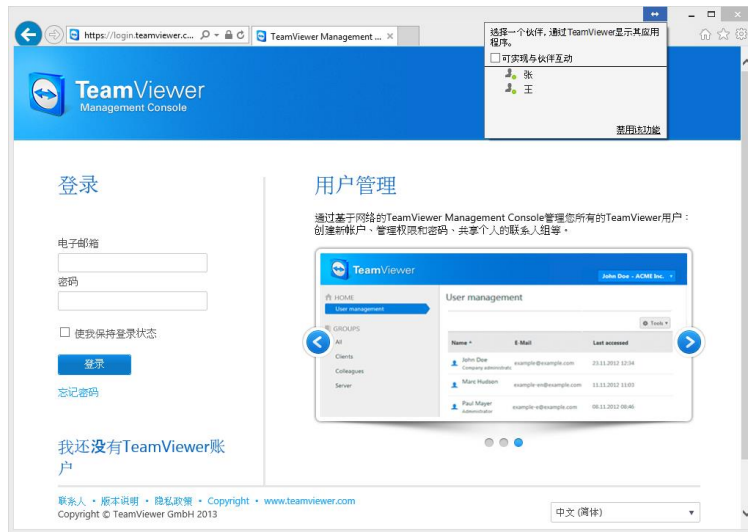 https://login.teamviewer.c...
TeamViewer Management ...
选择一个伙伴,通过TeamViewer显示其应用
程序。
可实现与伙伴互动
张
王
禁用该功能
TeamViewer
Management Console
登录
电子邮箱
密码
使我保持登录状态
登录
忘记密码
我还没有TeamViewer账
户
用户管理
通过基于网络的TeamViewer Management Console管理您所有的TeamViewer用户:
创建新帐户、管理权限和密码、共享个人的联系人组等。
TeamViewer
John Doe - ACME Inc.
HOME
User management
GROUPS
All
Clients
Colleagues
Server
User management
Tools
Name E-Mail Last accessed
John Doe example@example.com 23.11.2012 12:34
Company administrator
Marc Hudson example-en@example.com 11.11.2012 11:03
Paul Mayer example-e@example.com 06.11.2012 08:46
Administrator
联系人 • 版本说明 • 隐私政策 • Copyright • www.teamviewer.com
Copyright © TeamViewer GmbH 2013
中文 (简体)